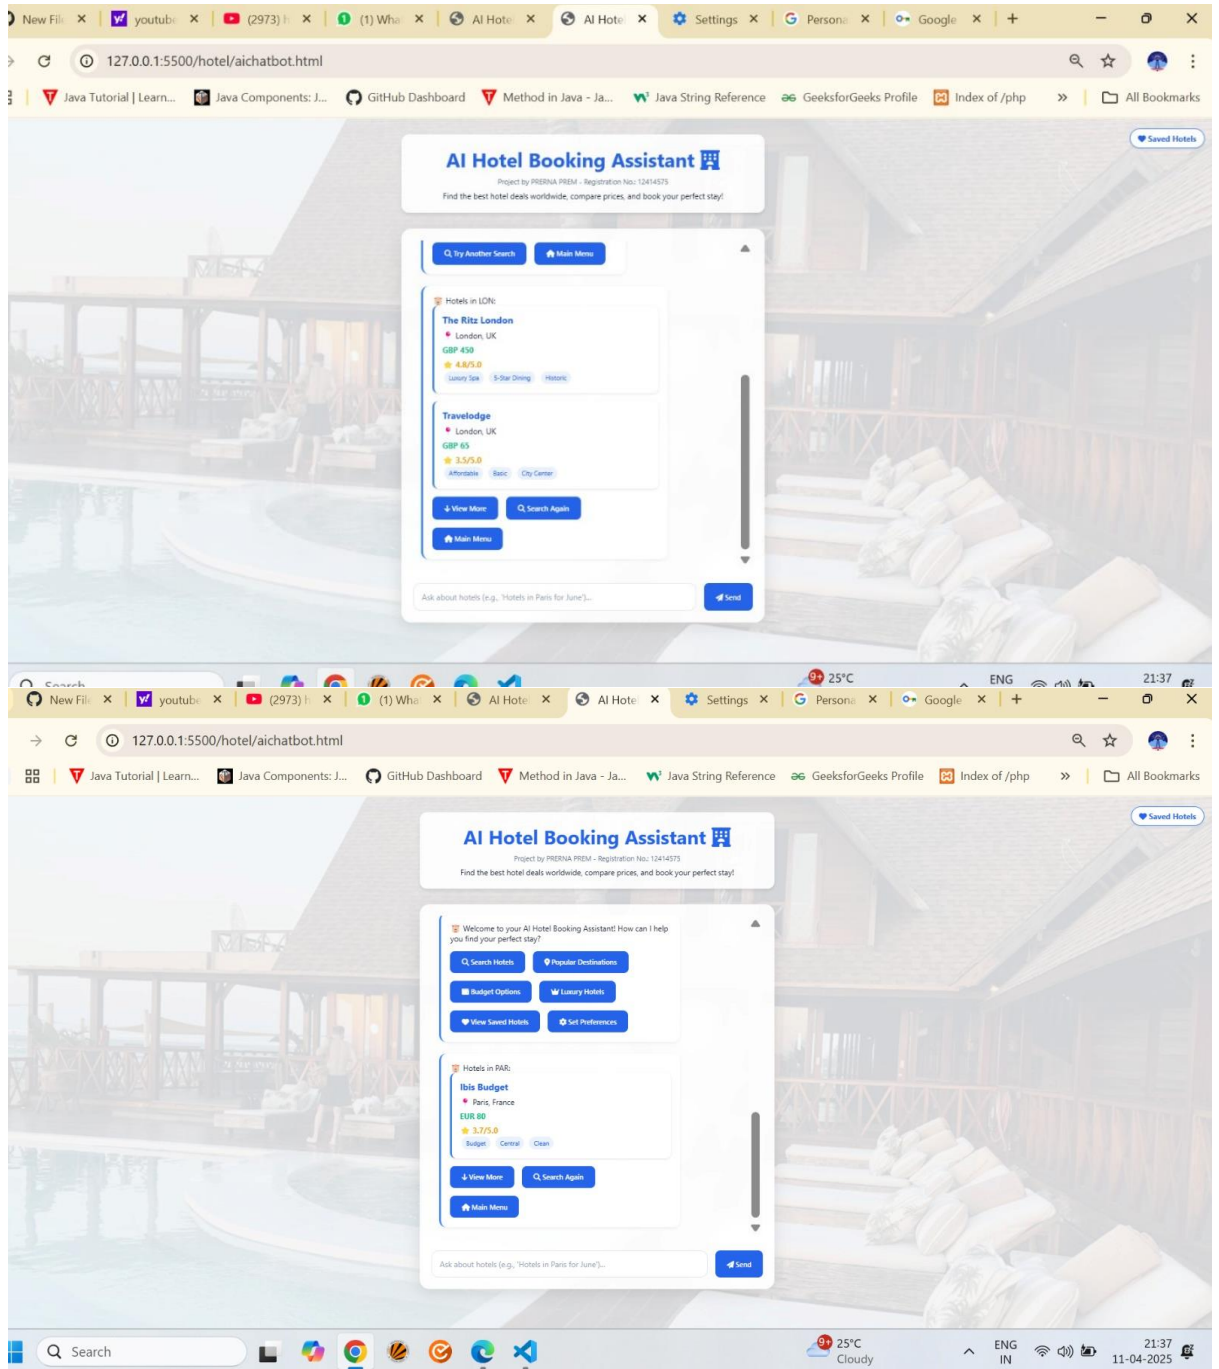 New Fil
youtub
(2973) h
(1) Wha
AI Hote
AI Hote
Settings
Person
Google
127.0.0.1:5500/hotel/aichatbot.html
Java Tutorial | Learn...
Java Components: J...
GitHub Dashboard
Method in Java - Ja...
Java String Reference
GeeksforGeeks Profile
Index of /php
»
All Bookmarks
Saved Hotels
AI Hotel Booking Assistant
Project by PRERNA PREM - Registration No.: 12414575
Find the best hotel deals worldwide, compare prices, and book your perfect stay!
Try Another Search
Main Menu
Hotels in LON:
The Ritz London
London, UK
GBP 450
4.8/5.0
Luxury Spa
5-Star Dining
Historic
Travelodge
London, UK
GBP 65
3.5/5.0
Affordable
Basic
City Center
View More
Search Again
Main Menu
Ask about hotels (e.g., 'Hotels in Paris for June')...
Send
Search
9+
25°C
ENG
21:37
New Fil
youtub
(2973) h
(1) Wha
AI Hote
AI Hote
Settings
Person
Google
127.0.0.1:5500/hotel/aichatbot.html
Java Tutorial | Learn...
Java Components: J...
GitHub Dashboard
Method in Java - Ja...
Java String Reference
GeeksforGeeks Profile
Index of /php
»
All Bookmarks
Saved Hotels
AI Hotel Booking Assistant
Project by PRERNA PREM - Registration No.: 12414575
Find the best hotel deals worldwide, compare prices, and book your perfect stay!
Welcome to your AI Hotel Booking Assistant! How can I help
you find your perfect stay?
Search Hotels
Popular Destinations
Budget Options
Luxury Hotels
View Saved Hotels
Set Preferences
Hotels in PAR:
Ibis Budget
Paris, France
EUR 80
3.7/5.0
Budget
Central
Clean
View More
Search Again
Main Menu
Ask about hotels (e.g., 'Hotels in Paris for June')...
Send
Search
9+
25°C
Cloudy
ENG
IN
21:37
11-04-2025